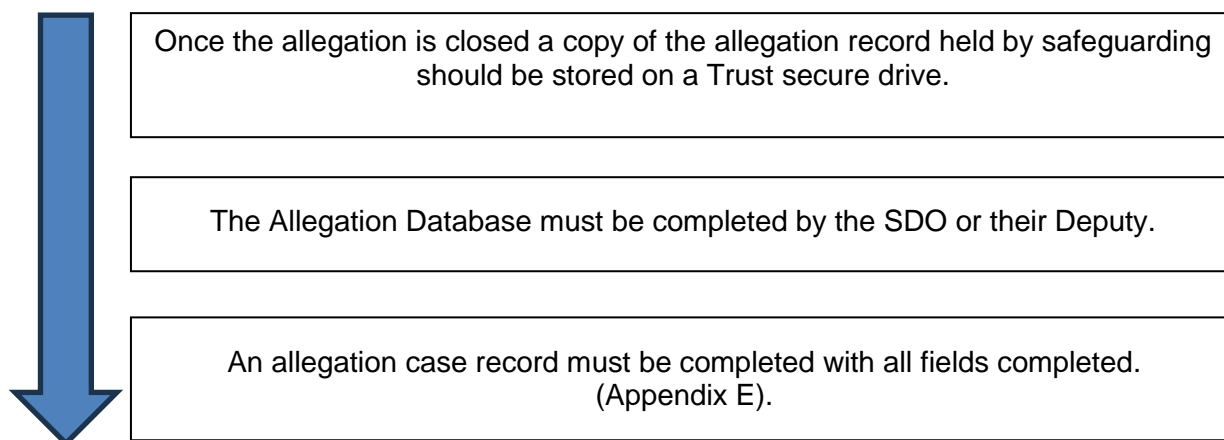 Once the allegation is closed a copy of the allegation record held by safeguarding
should be stored on a Trust secure drive.
The Allegation Database must be completed by the SDO or their Deputy.
An allegation case record must be completed with all fields completed.
(Appendix E).